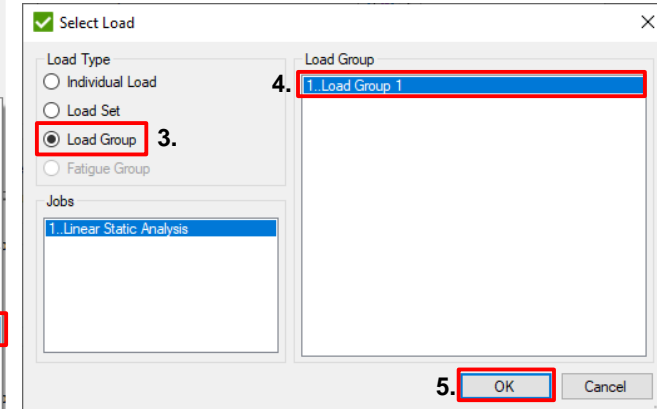 Select Load
Load Type
Individual Load
Load Set
Load Group 3.
Fatigue Group
Jobs
1..Linear Static Analysis
Load Group
4. 1..Load Group 1
5. OK Cancel